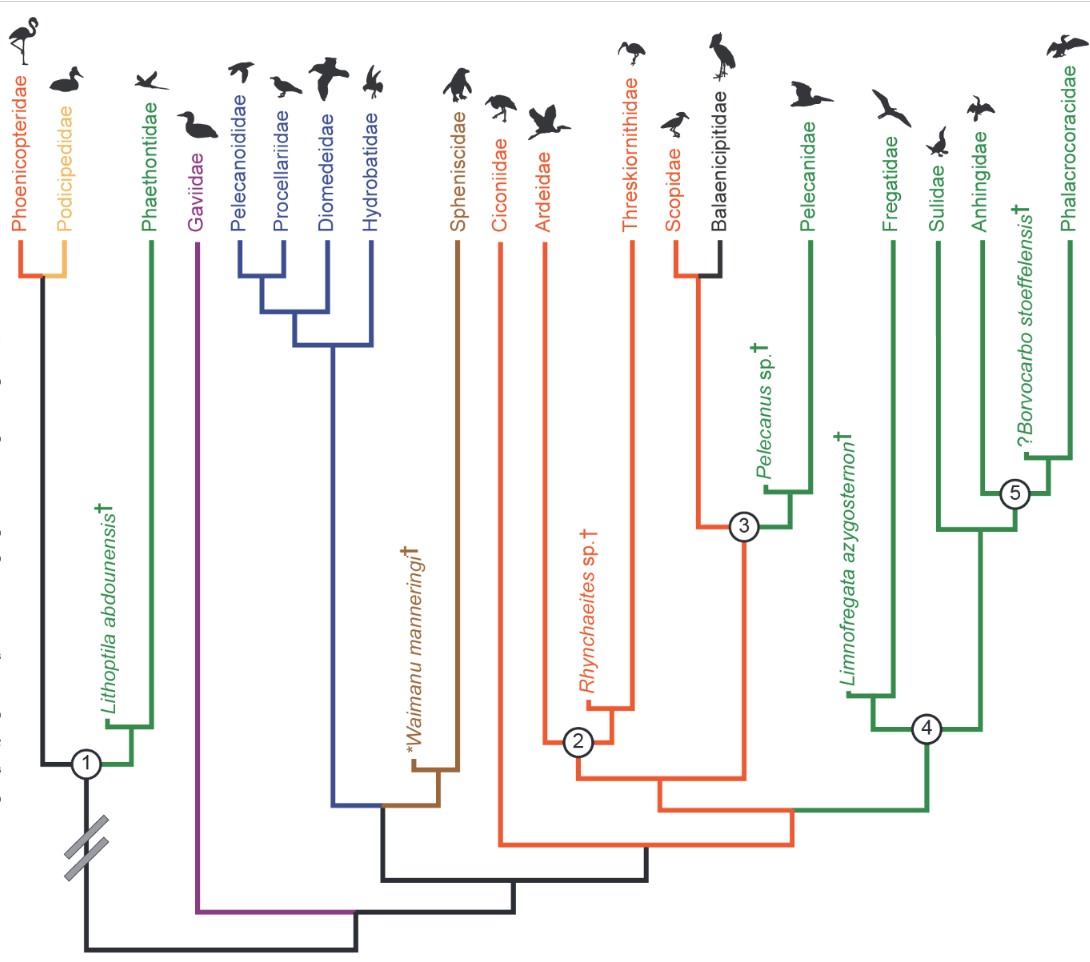 Phoenicopteridae
Podicipedidae
Phaethontidae
Gaviidae
Pelecanoididae
Procellariidae
Diomedeidae
Hydrobatidae
Spheniscidae
Ciconiidae
Ardeidae
Threskiornithidae
Scopidae
Balaenicipitidae
Pelecanidae
Fregatidae
Sulidae
Anhingidae
?Borvocarbo stoeffelensis†
Phalacrocoracidae
Pelecanus sp.†
Limnofregata azygosternon†
Lithoptila abdounensis†
*Waimanu manneringi†
Rhynchaeites sp.†
5
3
4
2
1